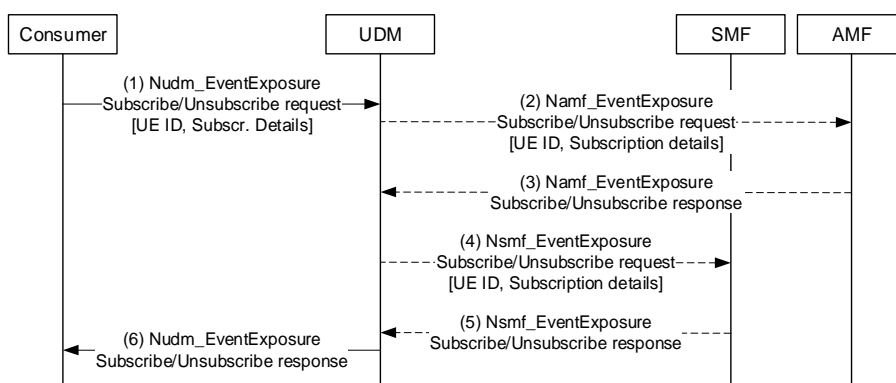 Consumer
UDM
SMF
AMF
(1) Nudm_EventExposure
Subscribe/Unsubscribe request
[UE ID, Subscr. Details]
(2) Namf_EventExposure
Subscribe/Unsubscribe request
[UE ID, Subscription details]
(3) Namf_EventExposure
Subscribe/Unsubscribe response
(4) Nsmf_EventExposure
Subscribe/Unsubscribe request
[UE ID, Subscription details]
(5) Nsmf_EventExposure
Subscribe/Unsubscribe response
(6) Nudm_EventExposure
Subscribe/Unsubscribe response